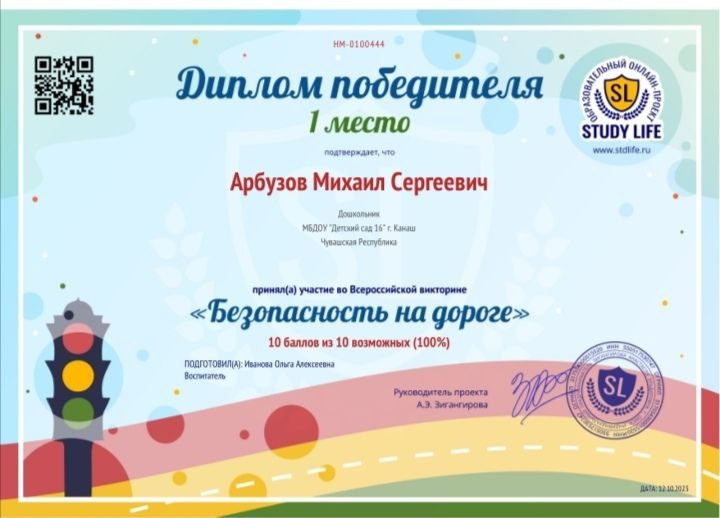 НМ-0100444
Диплом победителя
1 место
подтверждает, что
Арбузов Михаил Сергеевич
Дошкольник
МБДОУ "Детский сад 16" г. Канаш
Чувашская Республика
принял(а) участие во Всероссийской викторине
«Безопасность на дороге»
10 баллов из 10 возможных (100%)
ПОДГОТОВИЛ(А): Иванова Ольга Алексеевна
Воспитатель
Руководитель проекта
А.Э. Зигангирова
ОБРАЗОВАТЕЛЬНЫЙ ОНЛАЙН-ПРОЕКТ
SL
STUDY LIFE
www.stdlife.ru
SL
ДАТА: 12.10.2023